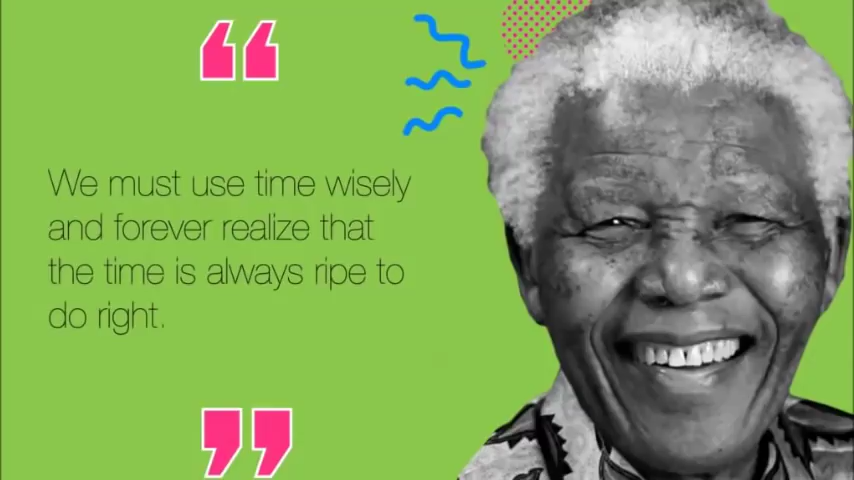 We must use time wisely
and forever realize that
the time is always ripe to
do right.